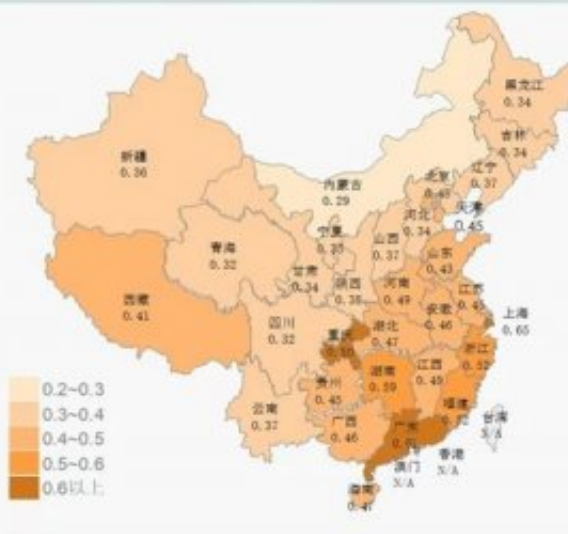 黑龙江
0.34
吉林
0.34
新疆
0.36
辽宁
0.37
北京
内蒙古
0.29
天津
0.45
河北
0.34
宁夏
山西
0.37
青海
0.32
山东
0.43
甘肃
0.34
陕西
河南
0.49
江苏
西藏
0.41
安徽
0.46
上海
0.65
四川
0.32
重庆
湖北
0.47
浙江
0.52
湖南
0.59
江西
贵州
0.45
0.2~0.3
0.3~0.4
0.4~0.5
0.5~0.6
0.6以上
云南
0.37
广西
0.46
福建
广东
台湾
N/A
香港
N/A
澳门
N/A
海南